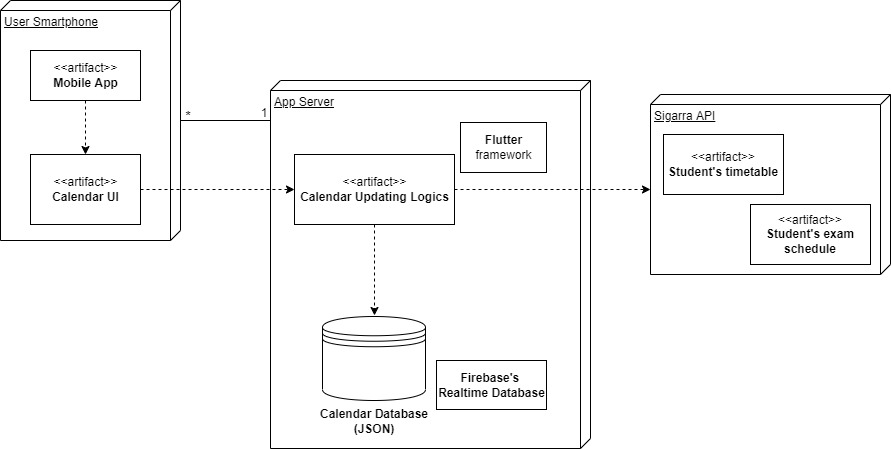 User Smartphone
<<artifact>>
Mobile App
<<artifact>>
Calendar UI
*
1
App Server
Flutter
framework
<<artifact>>
Calendar Updating Logics
Calendar Database
(JSON)
Firebase's
Realtime Database
Sigarra API
<<artifact>>
Student's timetable
<<artifact>>
Student's exam
schedule